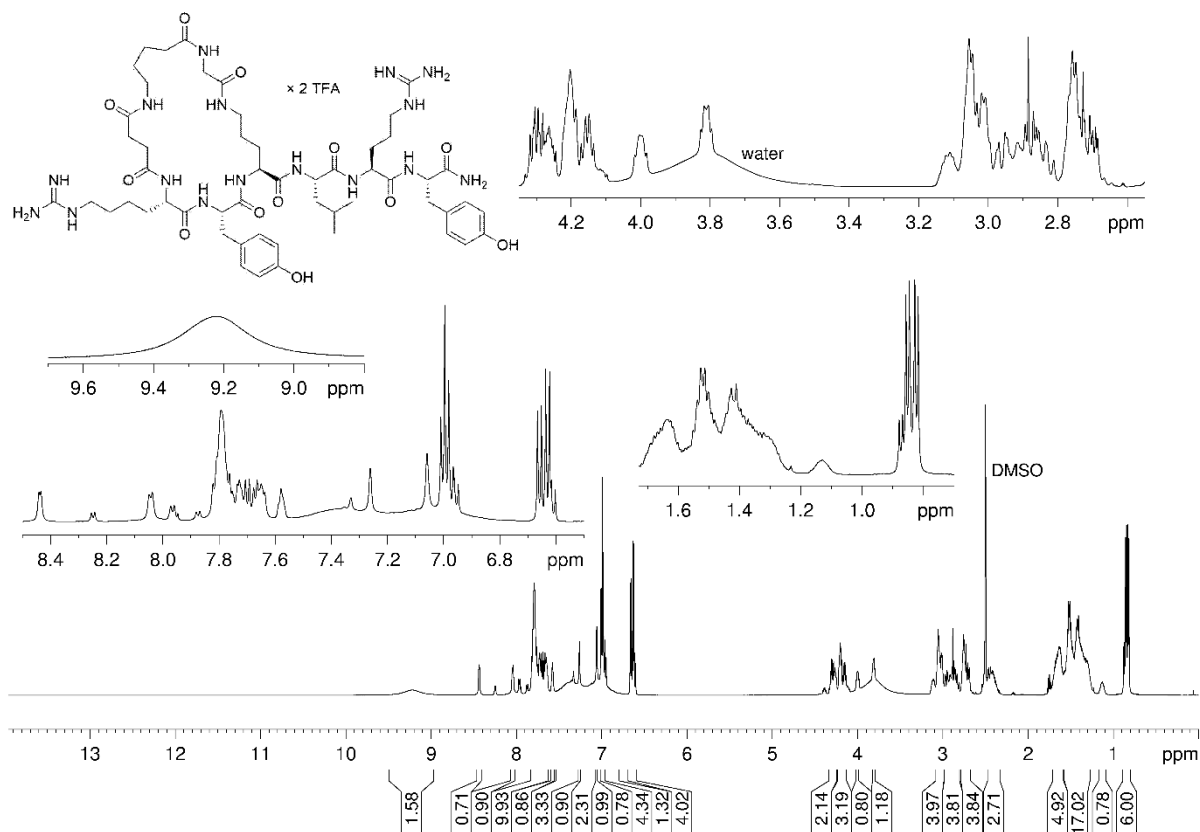 O
NH
O
NH
NH
O
O
NH
× 2 TFA
HN
NH2
NH
NH
H2N
N
H
O
NH
O
H
N
O
H
N
O
H
N
O
N
H
O
H
N
O
NH2
OH
OH
water
4.2 4.0 3.8 3.6 3.4 3.2 3.0 2.8 ppm
9.6 9.4 9.2 9.0 ppm
8.4 8.2 8.0 7.8 7.6 7.4 7.2 7.0 6.8 ppm
1.6 1.4 1.2 1.0 ppm
DMSO
13 12 11 10 9 8 7 6 5 4 3 2 1 ppm
1.58
0.71
0.90
9.93
0.86
3.33
0.90
2.31
0.99
0.78
4.34
1.32
4.02
2.14
3.19
0.80
1.18
3.97
3.81
3.84
2.71
4.92
17.02
0.78
6.00